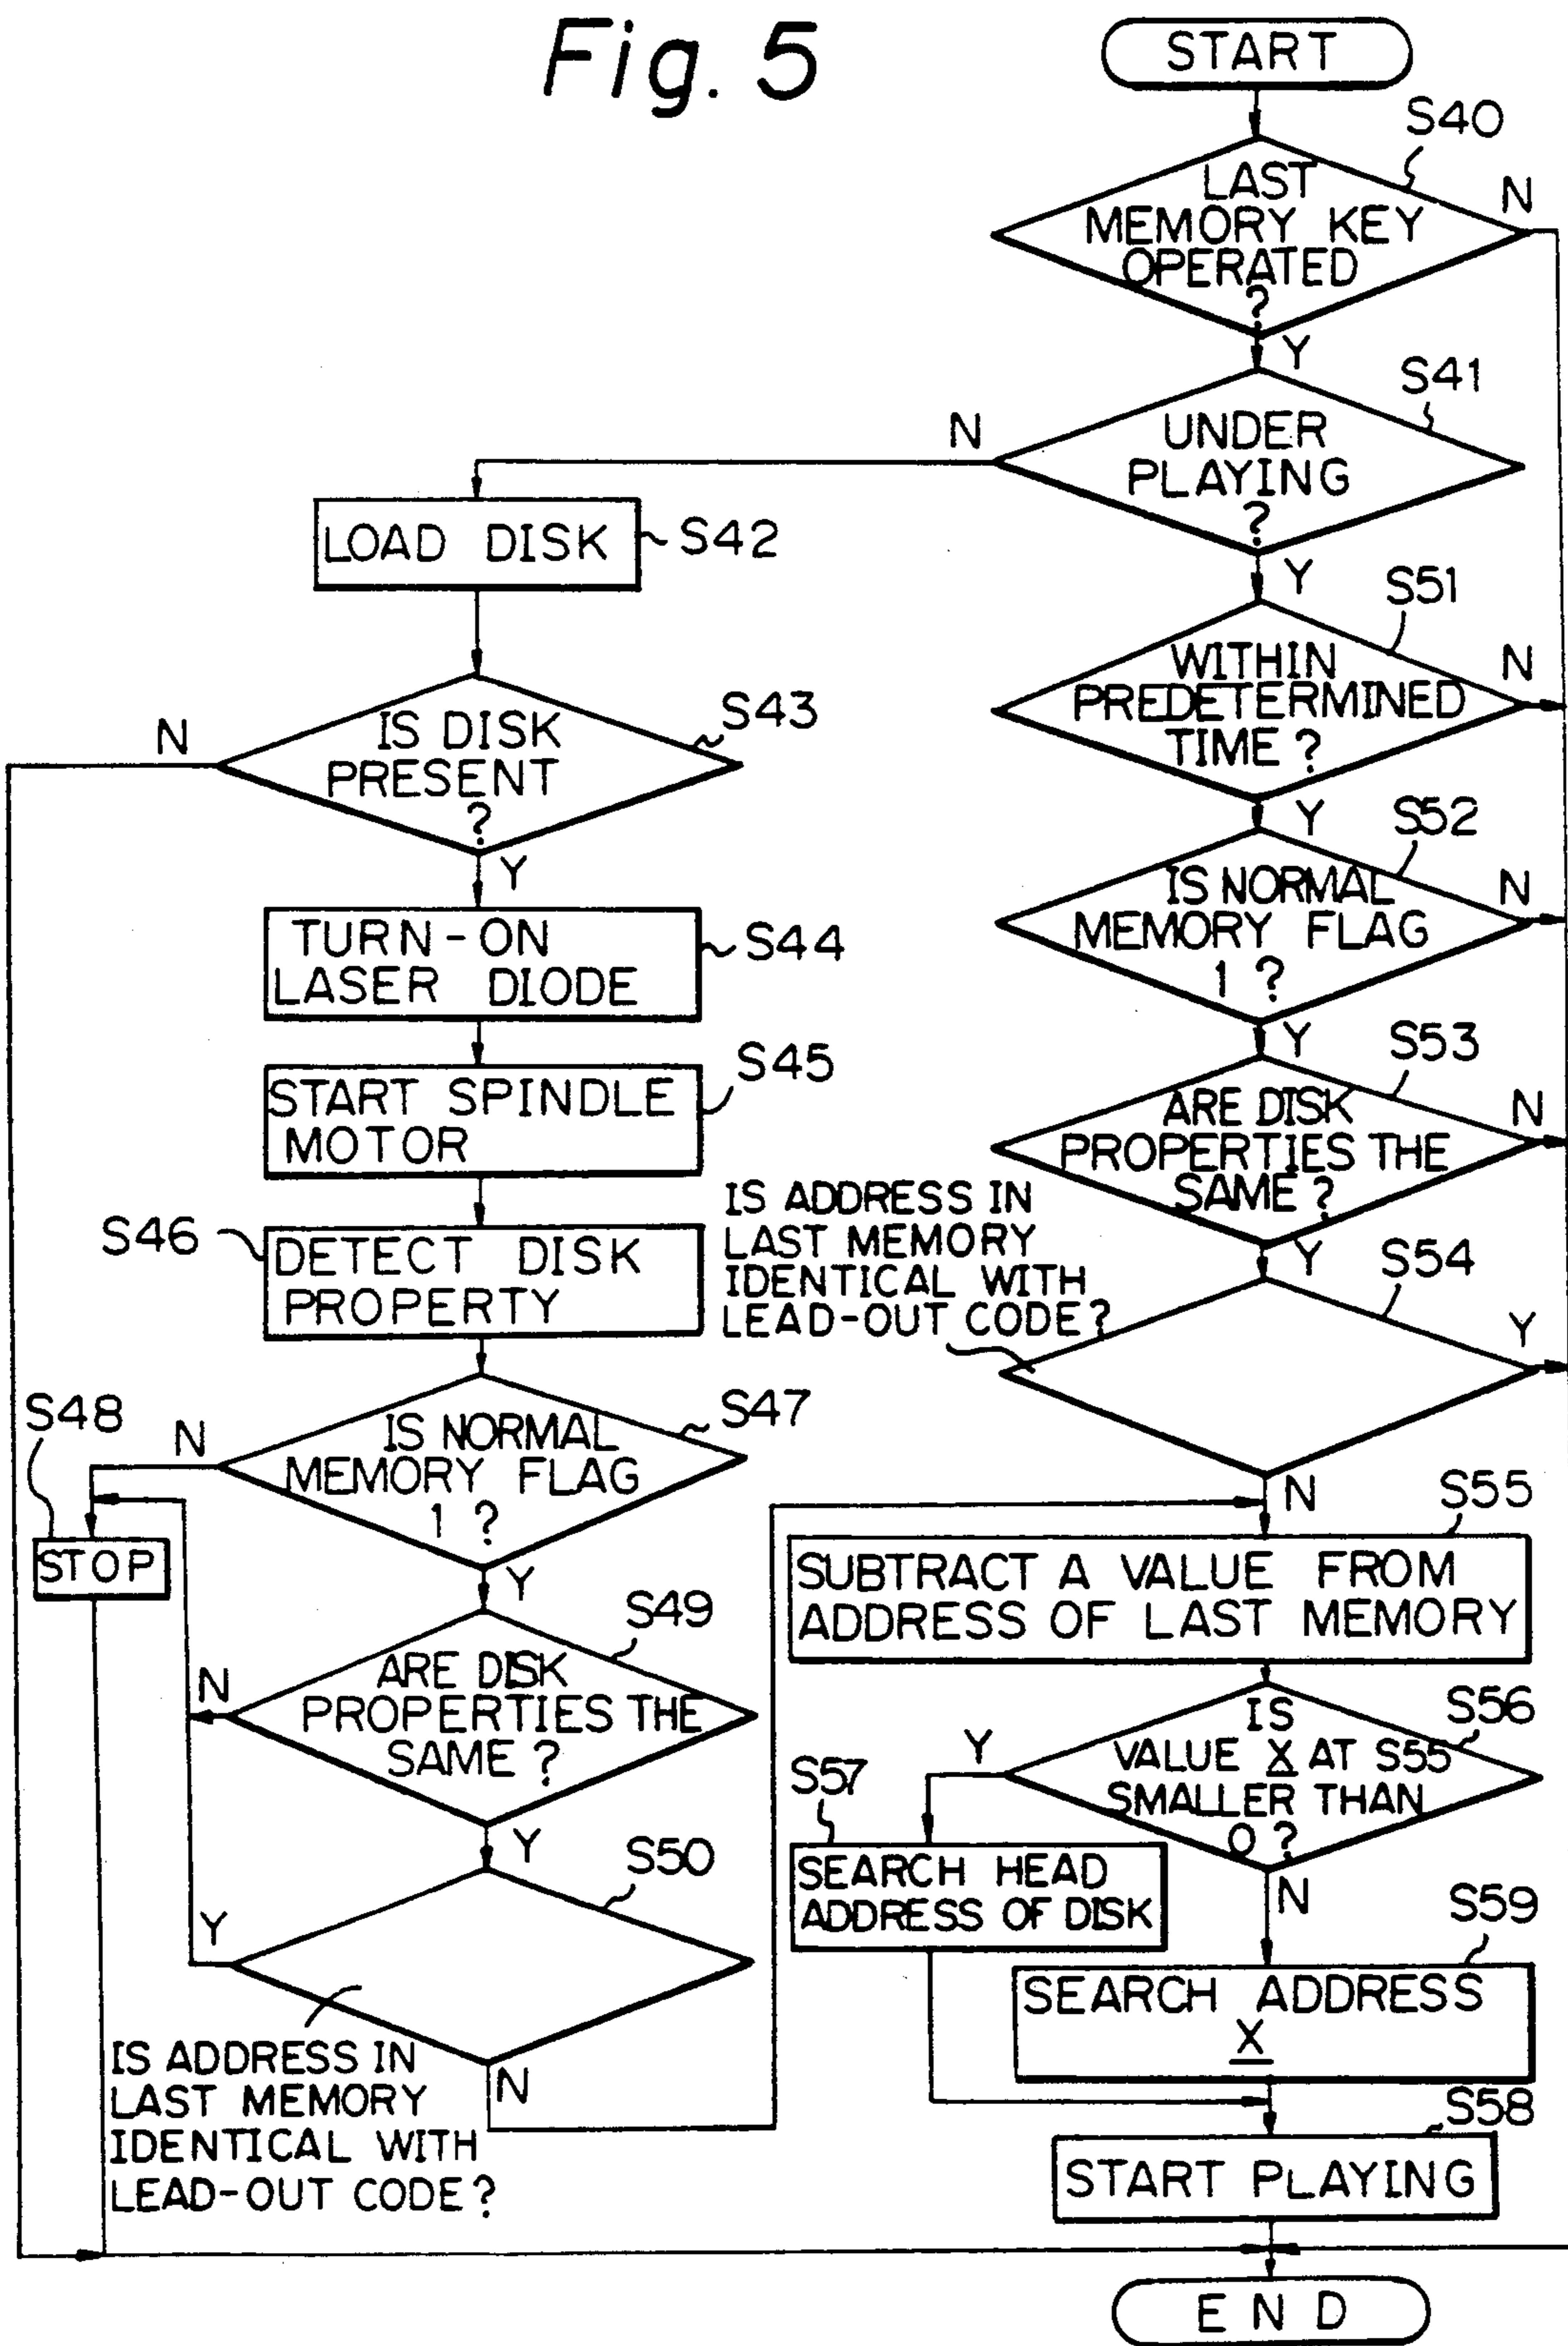 Fig. 5
START
S40
LAST
MEMORY KEY
OPERATED
?
N
Y
S41
UNDER
PLAYING
?
N
Y
LOAD DISK
S42
S51
WITHIN
PREDETERMINED
TIME ?
N
Y
S43
IS DISK
PRESENT
?
N
Y
S52
IS NORMAL
MEMORY FLAG
1 ?
N
Y
TURN-ON
LASER DIODE
S44
S53
ARE DISK
PROPERTIES THE
SAME ?
N
Y
START SPINDLE
MOTOR
S45
IS ADDRESS IN
LAST MEMORY
IDENTICAL WITH
LEAD-OUT CODE?
S54
Y
N
S46
DETECT DISK
PROPERTY
S47
IS NORMAL
MEMORY FLAG
1 ?
N
Y
S48
STOP
S55
SUBTRACT A VALUE FROM
ADDRESS OF LAST MEMORY
S49
ARE DISK
PROPERTIES THE
SAME ?
N
Y
S56
IS
VALUE X AT S55
SMALLER THAN
0 ?
Y
N
S57
SEARCH HEAD
ADDRESS OF DISK
S50
Y
N
IS ADDRESS IN
LAST MEMORY
IDENTICAL WITH
LEAD-OUT CODE?
S59
SEARCH ADDRESS
X
S58
START PLAYING
END